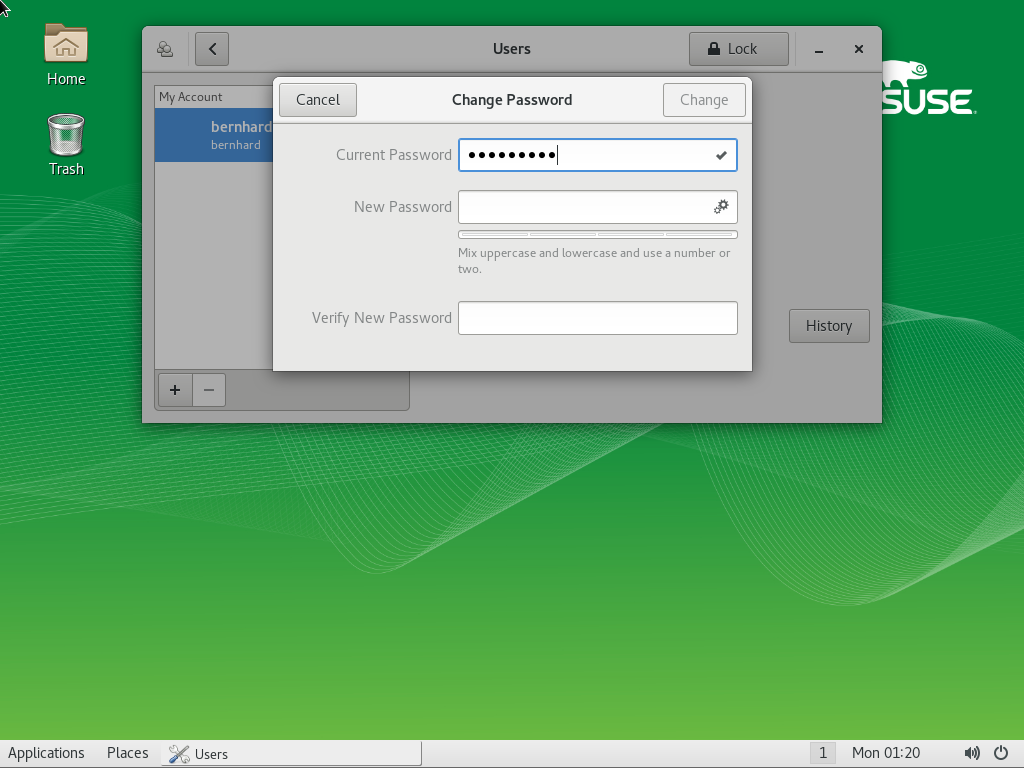 Home
Trash
Users
Lock
SUSE
My Account
bernhard
bernhard
Cancel
Change Password
Change
Current Password
New Password
Mix uppercase and lowercase and use a number or
two.
Verify New Password
History
Applications
Places
Users
1
Mon 01:20